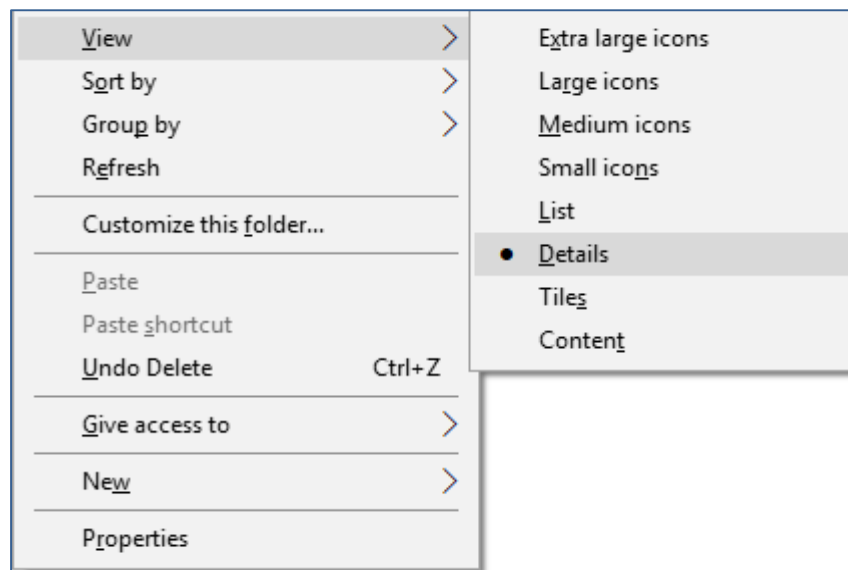 View
Sort by
Group by
Refresh
Customize this folder...
Paste
Paste shortcut
Undo Delete Ctrl+Z
Give access to
New
Properties
Extra large icons
Large icons
Medium icons
Small icons
List
Details
Tiles
Content